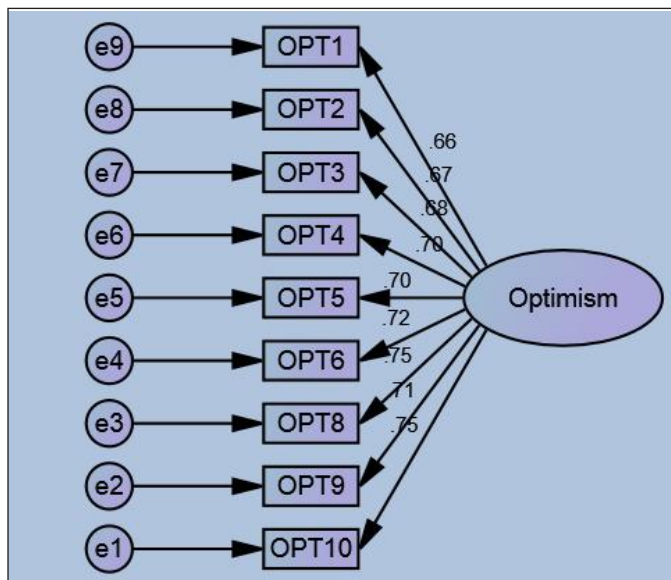 e9 OPT1
.66
e8 OPT2
.67
e7 OPT3
.68
e6 OPT4
.70
e5 OPT5 .70 Optimism
.72
e4 OPT6
.75
e3 OPT8
.71
e2 OPT9
.75
e1 OPT10